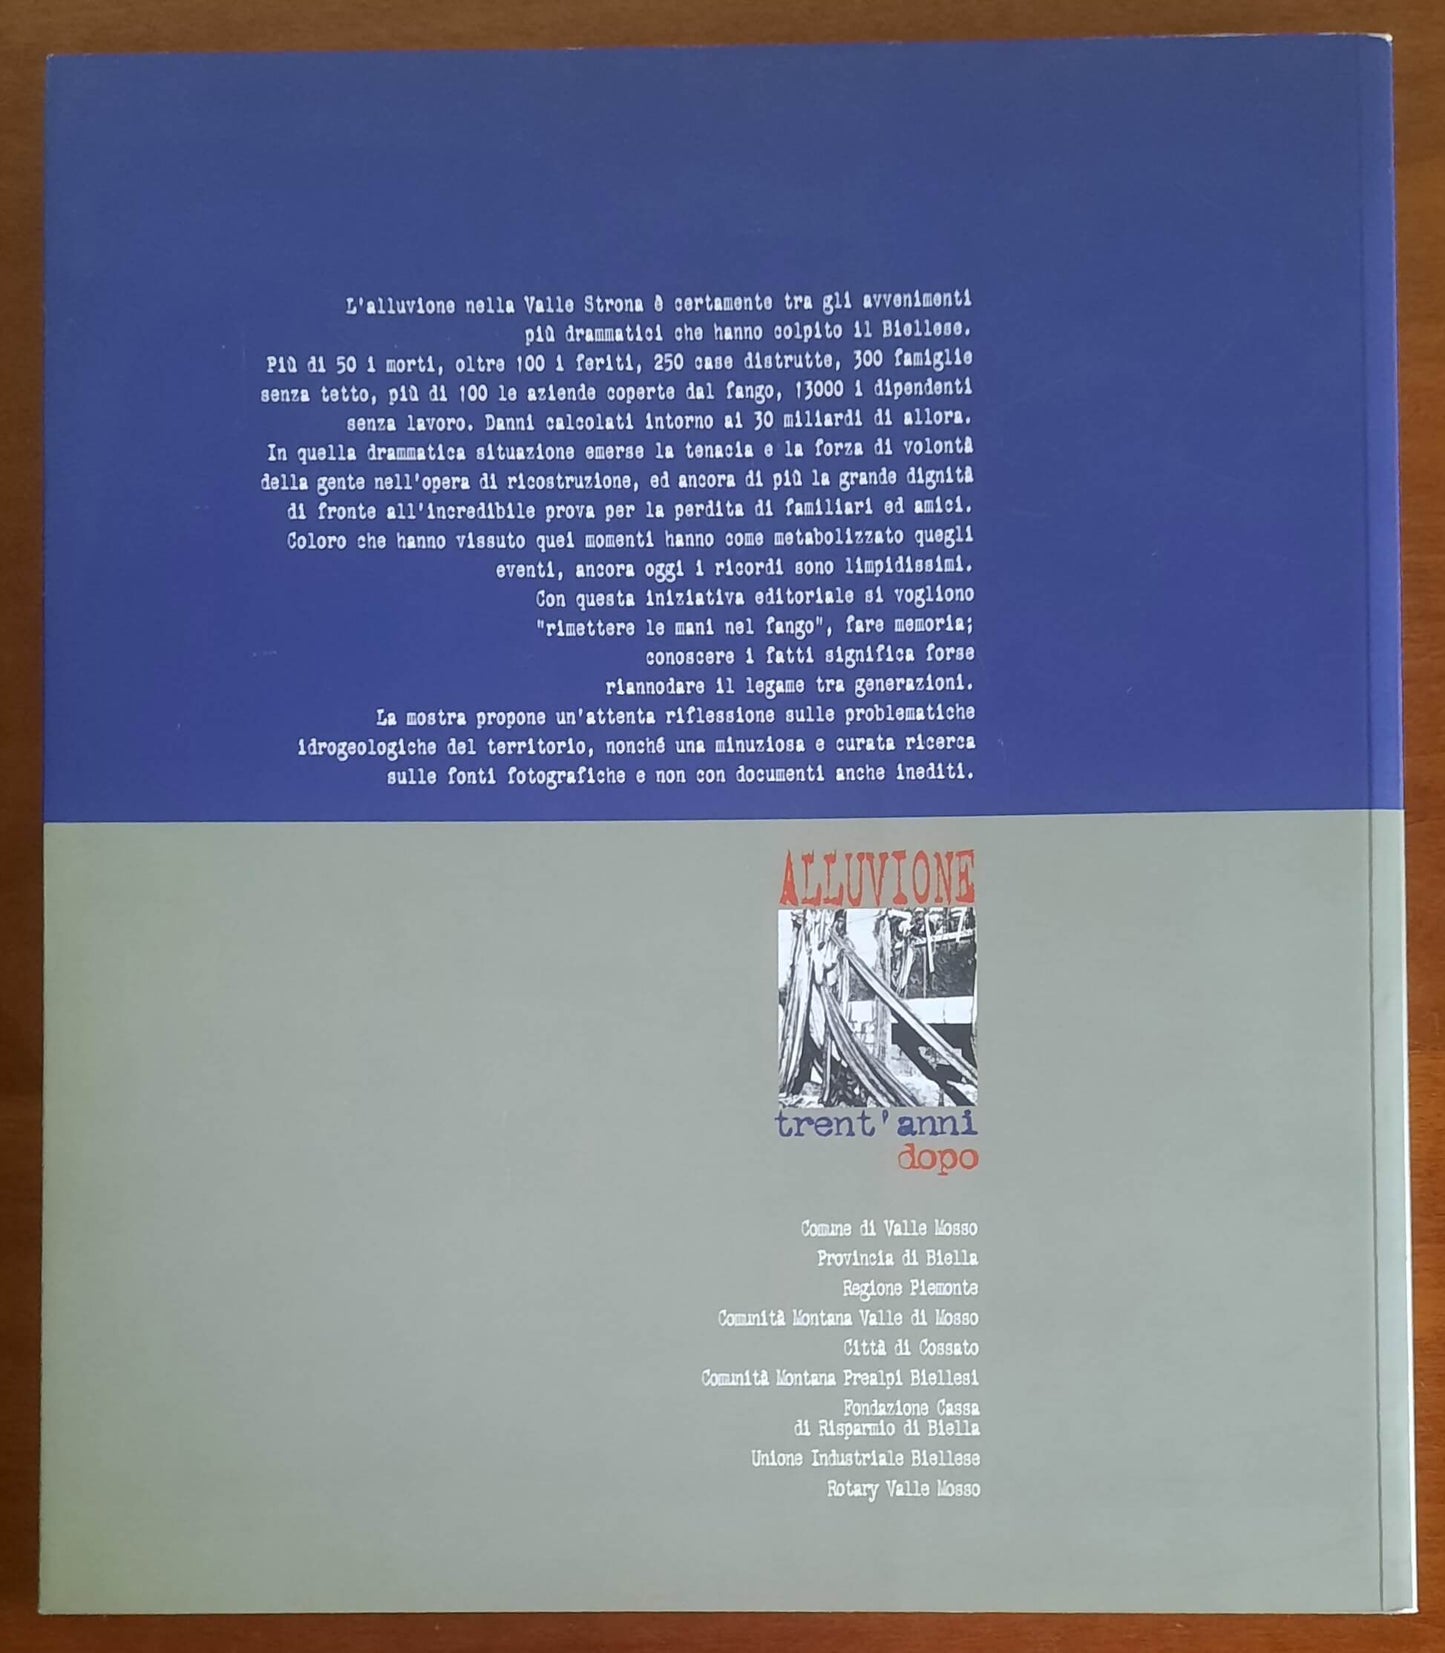 L'alluvione nella Valle Strona è certamente tra gli avvenimenti
più drammatici che hanno colpito il Biellese.
Più di 50 i morti, oltre 100 i feriti, 250 case distrutte, 300 famiglie
senza tetto, più di 100 le aziende coperte dal fango, 13000 i dipendenti
senza lavoro. Danni calcolati intorno ai 30 miliardi di allora.
In quella drammatica situazione emerse la tenacia e la forza di volontà
della gente nell'opera di ricostruzione, ed ancora di più la grande dignità
di fronte all'incredibile prova per la perdita di familiari ed amici.
Coloro che hanno vissuto quei momenti hanno come metabolizzato quegli
eventi, ancora oggi i ricordi sono limpidissimi.
Con questa iniziativa editoriale si vogliono
"rimettere le mani nel fango", fare memoria;
conoscere i fatti significa forse
riannodare il legame tra generazioni.
La mostra propone un'attenta riflessione sulle problematiche
idrogeologiche del territorio, nonché una minuziosa e curata ricerca
sulle fonti fotografiche e non con documenti anche inediti.
ALLUVIONE
trent'anni
dopo
Comune di Valle Mosso
Provincia di Biella
Regione Piemonte
Comunità Montana Valle di Mosso
Città di Cossato
Comunità Montana Prealpi Biellesi
Fondazione Cassa
di Risparmio di Biella
Unione Industriale Biellese
Rotary Valle Mosso